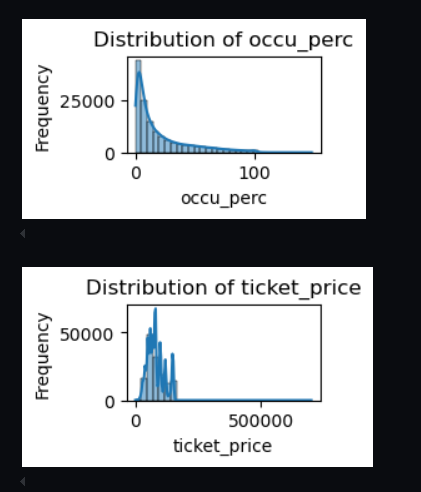 Distribution of occu_perc
Frequency
25000
0
0 100
occu_perc
Distribution of ticket_price
Frequency
50000
0
0 500000
ticket_price